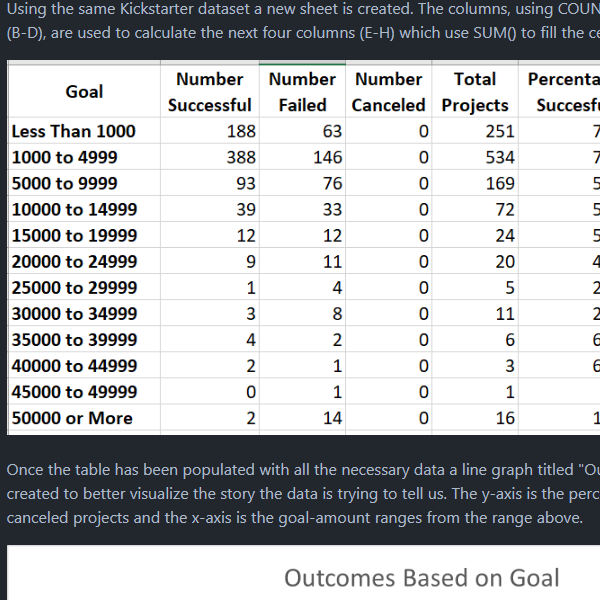 Using the same Kickstarter dataset a new sheet is created. The columns, using COUN
(B-D), are used to calculate the next four columns (E-H) which use SUM() to fill the ce
Goal Number Successful Number Failed Number Canceled Total Projects Percenta Succesfu
Less Than 1000 188 63 0 251 7
1000 to 4999 388 146 0 534 7
5000 to 9999 93 76 0 169 5
10000 to 14999 39 33 0 72 5
15000 to 19999 12 12 0 24 5
20000 to 24999 9 11 0 20 4
25000 to 29999 1 4 0 5 2
30000 to 34999 3 8 0 11 2
35000 to 39999 4 2 0 6 6
40000 to 44999 2 1 0 3 6
45000 to 49999 0 1 0 1
50000 or More 2 14 0 16 1
Once the table has been populated with all the necessary data a line graph titled "Ou
created to better visualize the story the data is trying to tell us. The y-axis is the perc
canceled projects and the x-axis is the goal-amount ranges from the range above.
Outcomes Based on Goal